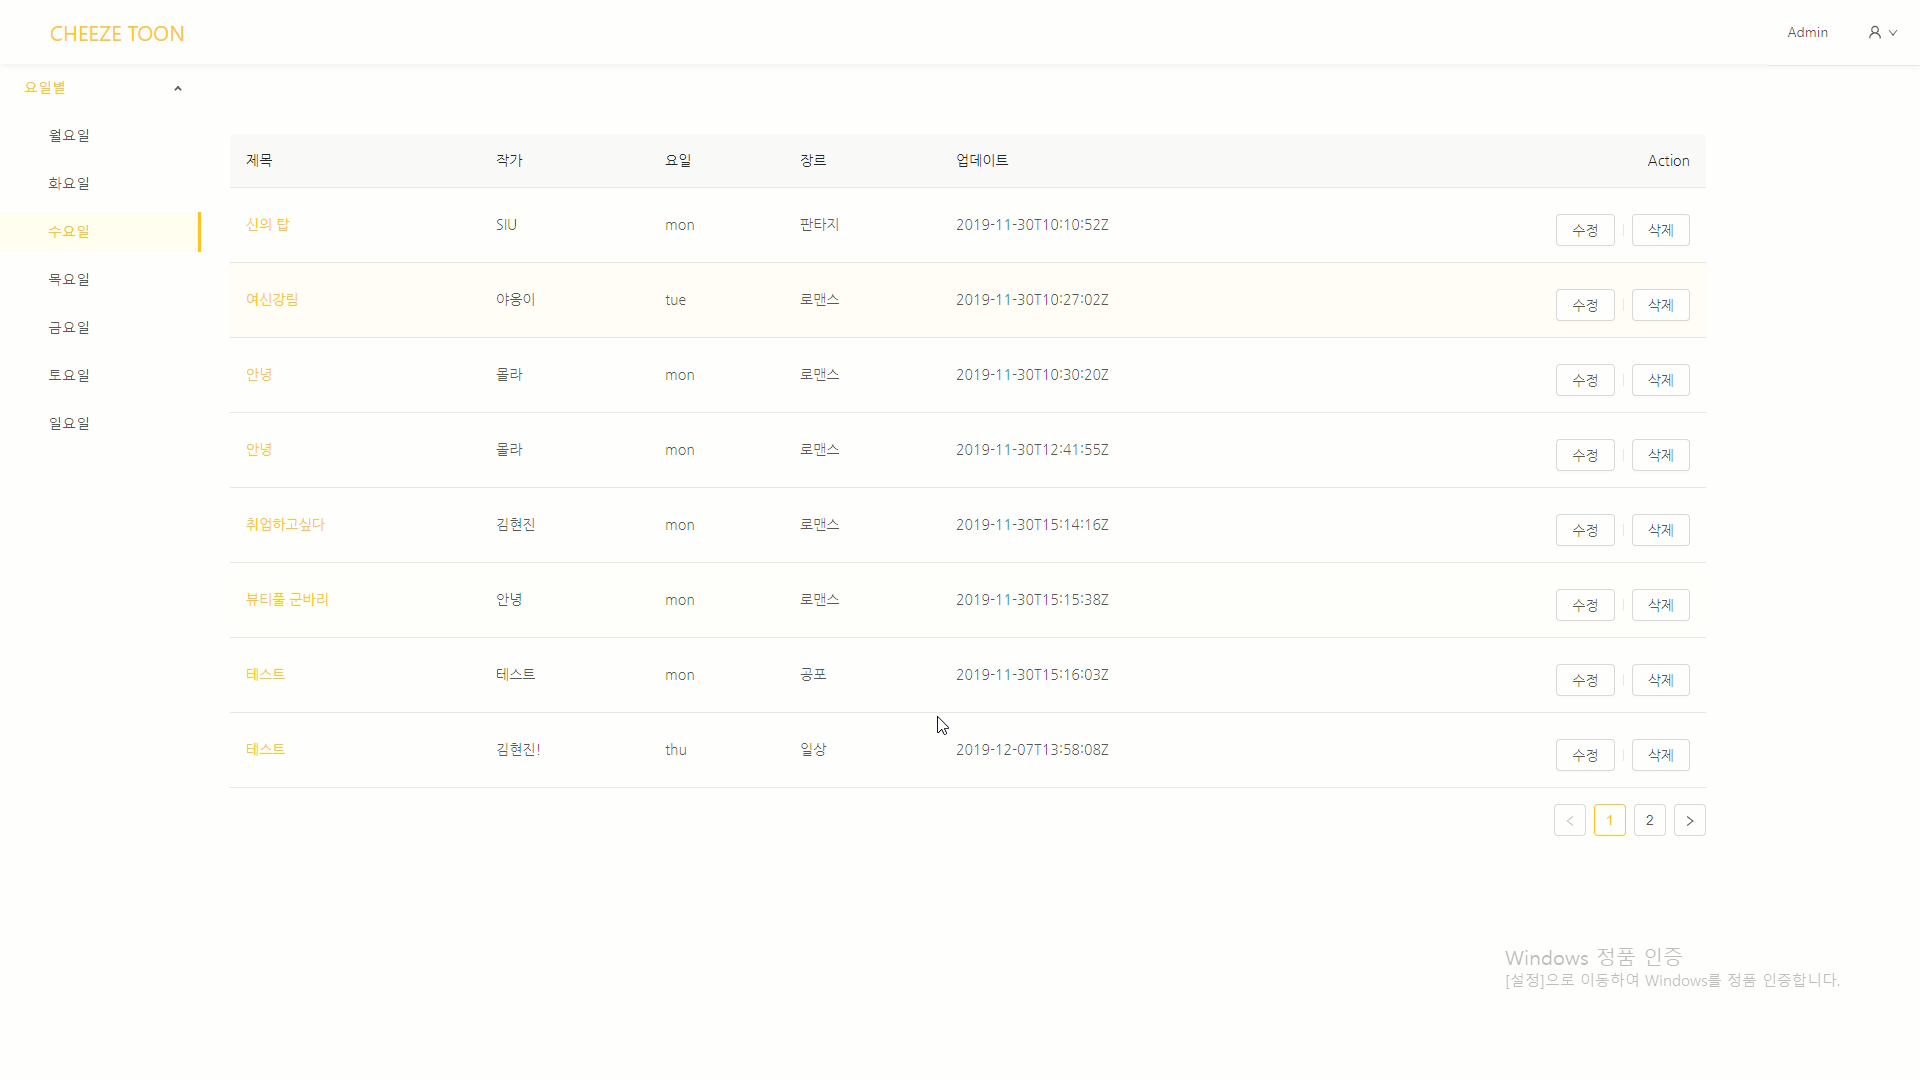 CHEEZE TOON
Admin
요일별
월요일
화요일
수요일
목요일
금요일
토요일
일요일
제목 작가 요일 장르 업데이트 Action
신의 탑 SIU mon 판타지 2019-11-30T10:10:52Z 수정 삭제
여신강림 야옹이 tue 로맨스 2019-11-30T10:27:02Z 수정 삭제
안녕 몰라 mon 로맨스 2019-11-30T10:30:20Z 수정 삭제
안녕 몰라 mon 로맨스 2019-11-30T12:41:55Z 수정 삭제
취업하고싶다 김현진 mon 로맨스 2019-11-30T15:14:16Z 수정 삭제
뷰티풀 군바리 안녕 mon 로맨스 2019-11-30T15:15:38Z 수정 삭제
테스트 테스트 mon 공포 2019-11-30T15:16:03Z 수정 삭제
테스트 김현진! thu 일상 2019-12-07T13:58:08Z 수정 삭제
< 1 2 >
Windows 정품 인증
[설정]으로 이동하여 Windows를 정품 인증합니다.